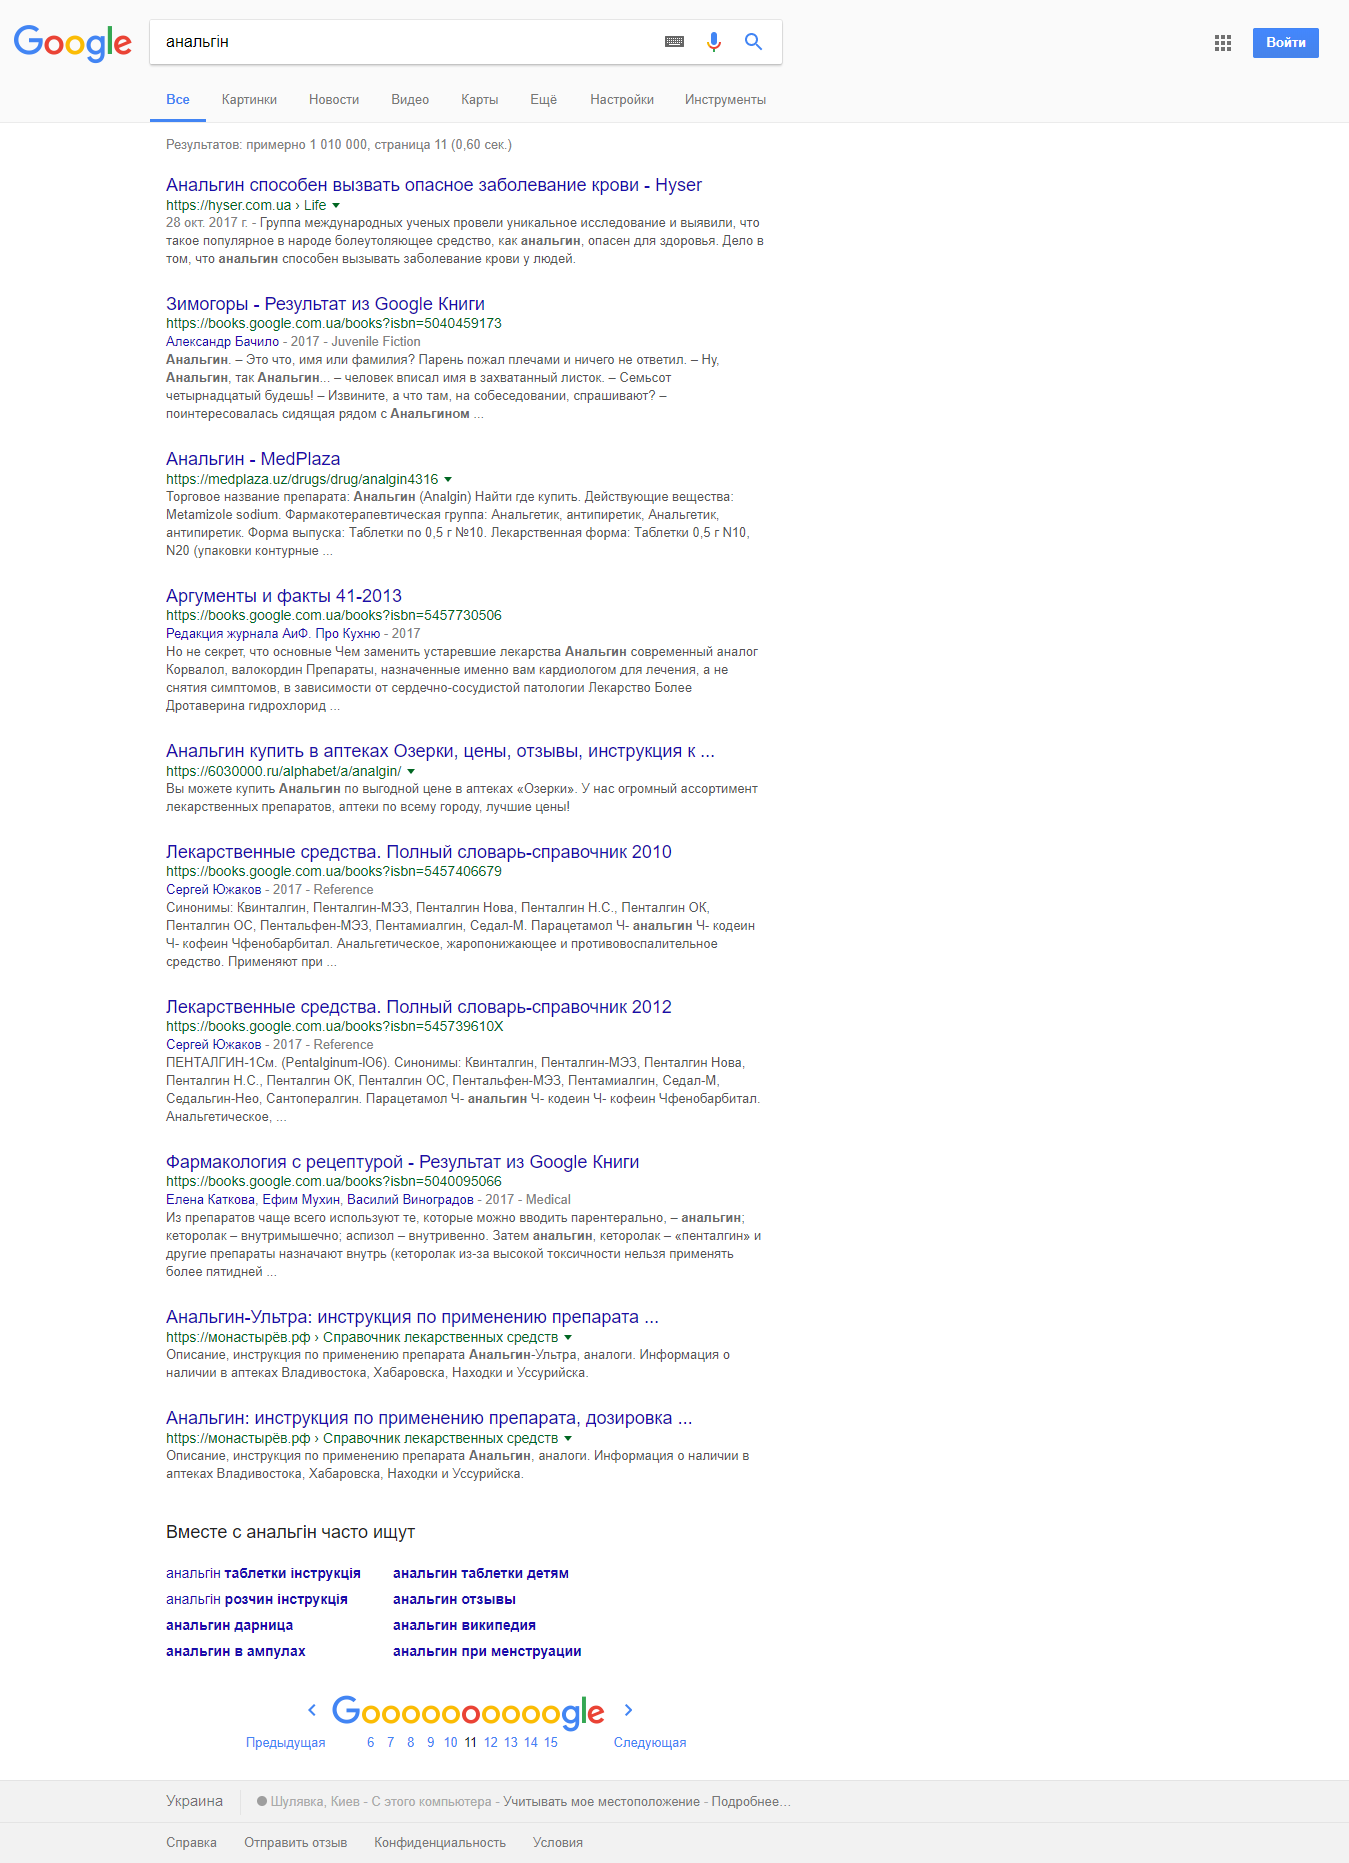 Google
анальгін
Войти
Все Картинки Новости Видео Карты Ещё Настройки Инструменты
Результатов: примерно 1 010 000, страница 11 (0,60 сек.)
Анальгин способен вызвать опасное заболевание крови - Hyser
https://hyser.com.ua › Life
28 окт. 2017 г. - Группа международных ученых провели уникальное исследование и выявили, что
такое популярное в народе болеутоляющее средство, как анальгин, опасен для здоровья. Дело в
том, что анальгин способен вызывать заболевание крови у людей.
Зимогоры - Результат из Google Книги
https://books.google.com.ua/books?isbn=5040459173
Александр Бачило - 2017 - Juvenile Fiction
Анальгин. – Это что, имя или фамилия? Парень пожал плечами и ничего не ответил. – Ну,
Анальгин, так Анальгин... – человек вписал имя в захватанный листок. – Семьсот
четырнадцатый будешь! – Извините, а что там, на собеседовании, спрашивают? –
поинтересовалась сидящая рядом с Анальгином ...
Анальгин - MedPlaza
https://medplaza.uz/drugs/drug/analgin4316
Торговое название препарата: Анальгин (Analgin) Найти где купить. Действующие вещества:
Metamizole sodium. Фармакотерапевтическая группа: Анальгетик, антипиретик, Анальгетик,
антипиретик. Форма выпуска: Таблетки по 0,5 г №10. Лекарственная форма: Таблетки 0,5 г N10,
N20 (упаковки контурные ...
Аргументы и факты 41-2013
https://books.google.com.ua/books?isbn=5457730506
Редакция журнала АиФ. Про Кухню - 2017
Но не секрет, что основные Чем заменить устаревшие лекарства Анальгин современный аналог
Корвалол, валокордин Препараты, назначенные именно вам кардиологом для лечения, а не
снятия симптомов, в зависимости от сердечно-сосудистой патологии Лекарство Более
Дротаверина гидрохлорид ...
Анальгин купить в аптеках Озерки, цены, отзывы, инструкция к ...
https://6030000.ru/alphabet/a/analgin/
Вы можете купить Анальгин по выгодной цене в аптеках «Озерки». У нас огромный ассортимент
лекарственных препаратов, аптеки по всему городу, лучшие цены!
Лекарственные средства. Полный словарь-справочник 2010
https://books.google.com.ua/books?isbn=5457406679
Сергей Южаков - 2017 - Reference
Синонимы: Квинталгин, Пенталгин-МЭЗ, Пенталгин Нова, Пенталгин Н.С., Пенталгин ОК,
Пенталгин ОС, Пентальфен-МЭЗ, Пентамиалгин, Седал-М. Парацетамол Ч- анальгин Ч- кодеин
Ч- кофеин Чфенобарбитал. Анальгетическое, жаропонижающее и противовоспалительное
средство. Применяют при ...
Лекарственные средства. Полный словарь-справочник 2012
https://books.google.com.ua/books?isbn=545739610X
Сергей Южаков - 2017 - Reference
ПЕНТАЛГИН-1См. (Pentalginum-IO6). Синонимы: Квинталгин, Пенталгин-МЭЗ, Пенталгин Нова,
Пенталгин Н.С., Пенталгин ОК, Пенталгин ОС, Пентальфен-МЭЗ, Пентамиалгин, Седал-М,
Седальгин-Нео, Сантопералгин. Парацетамол Ч- анальгин Ч- кодеин Ч- кофеин Чфенобарбитал.
Анальгетическое, ...
Фармакология с рецептурой - Результат из Google Книги
https://books.google.com.ua/books?isbn=5040095066
Елена Каткова, Ефим Мухин, Василий Виноградов - 2017 - Medical
Из препаратов чаще всего используют те, которые можно вводить парентерально, – анальгин;
кеторолак – внутримышечно; аспизол – внутривенно. Затем анальгин, кеторолак – «пенталгин» и
другие препараты назначают внутрь (кеторолак из-за высокой токсичности нельзя применять
более пятидней ...
Анальгин-Ультра: инструкция по применению препарата ...
https://монастырёв.рф › Справочник лекарственных средств
Описание, инструкция по применению препарата Анальгин-Ультра, аналоги. Информация о
наличии в аптеках Владивостока, Хабаровска, Находки и Уссурийска.
Анальгин: инструкция по применению препарата, дозировка ...
https://монастырёв.рф › Справочник лекарственных средств
Описание, инструкция по применению препарата Анальгин, аналоги. Информация о наличии в
аптеках Владивостока, Хабаровска, Находки и Уссурийска.
Вместе с анальгін часто ищут
анальгін таблетки інструкція анальгин таблетки детям
анальгін розчин інструкція анальгин отзывы
анальгин дарница анальгин википедия
анальгин в ампулах анальгин при менструации
Goooooooooogle
Предыдущая 6 7 8 9 10 11 12 13 14 15 Следующая
Украина Шулявка, Киев - С этого компьютера - Учитывать мое местоположение - Подробнее...
Справка Отправить отзыв Конфиденциальность Условия